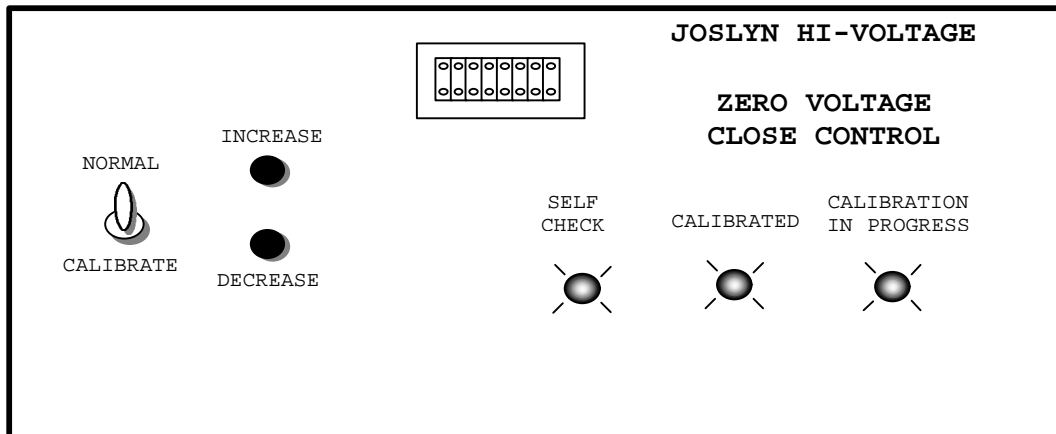 JOSLYN HI-VOLTAGE
ZERO VOLTAGE
CLOSE CONTROL
INCREASE
NORMAL
CALIBRATE
DECREASE
SELF
CHECK
CALIBRATED
CALIBRATION
IN PROGRESS